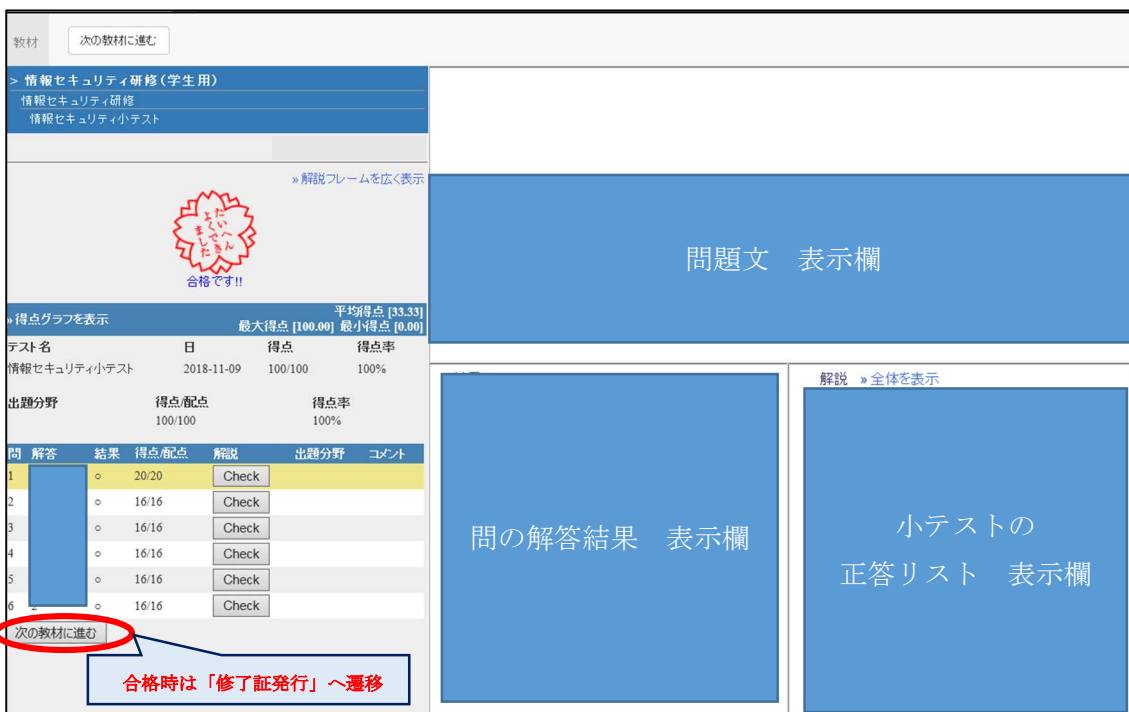 教材
次の教材に進む
> 情報セキュリティ研修(学生用)
情報セキュリティ研修
情報セキュリティ小テスト
»解説フレームを広く表示
たいへん
よくでき
ました
合格です!!
»得点グラフを表示
平均得点 [33.33]
最大得点 [100.00] 最小得点 [0.00]
テスト名 日 得点 得点率
情報セキュリティ小テスト 2018-11-09 100/100 100%
出題分野 得点/配点 得点率
100/100 100%
問 解答 結果 得点/配点 解説 出題分野 コメント
1 ○ 20/20 Check
2 ○ 16/16 Check
3 ○ 16/16 Check
4 ○ 16/16 Check
5 ○ 16/16 Check
6 ○ 16/16 Check
次の教材に進む
合格時は「修了証発行」へ遷移
問題文 表示欄
問の解答結果 表示欄
解説 »全体を表示
小テストの
正答リスト 表示欄